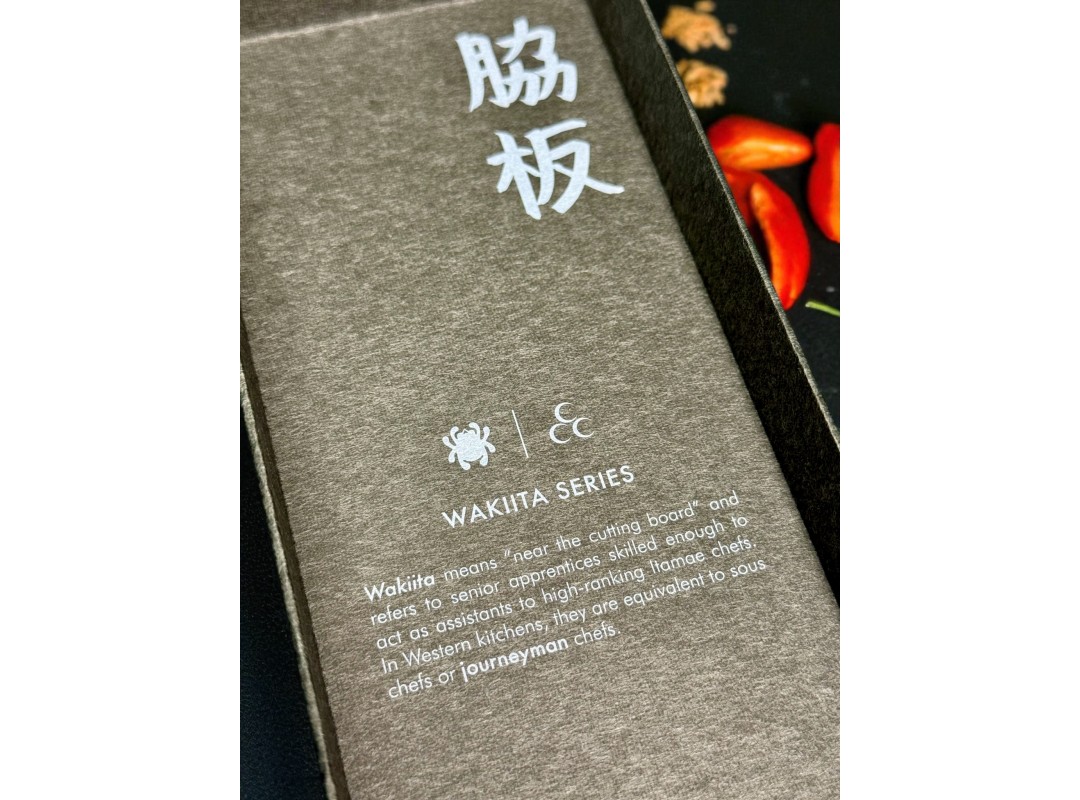 脇
板
WAKIITA SERIES
Wakiita means "near the cutting board" and
refers to senior apprentices skilled enough to
act as assistants to high-ranking Itamae chefs.
In Western kitchens, they are equivalent to sous
chefs or journeyman chefs.